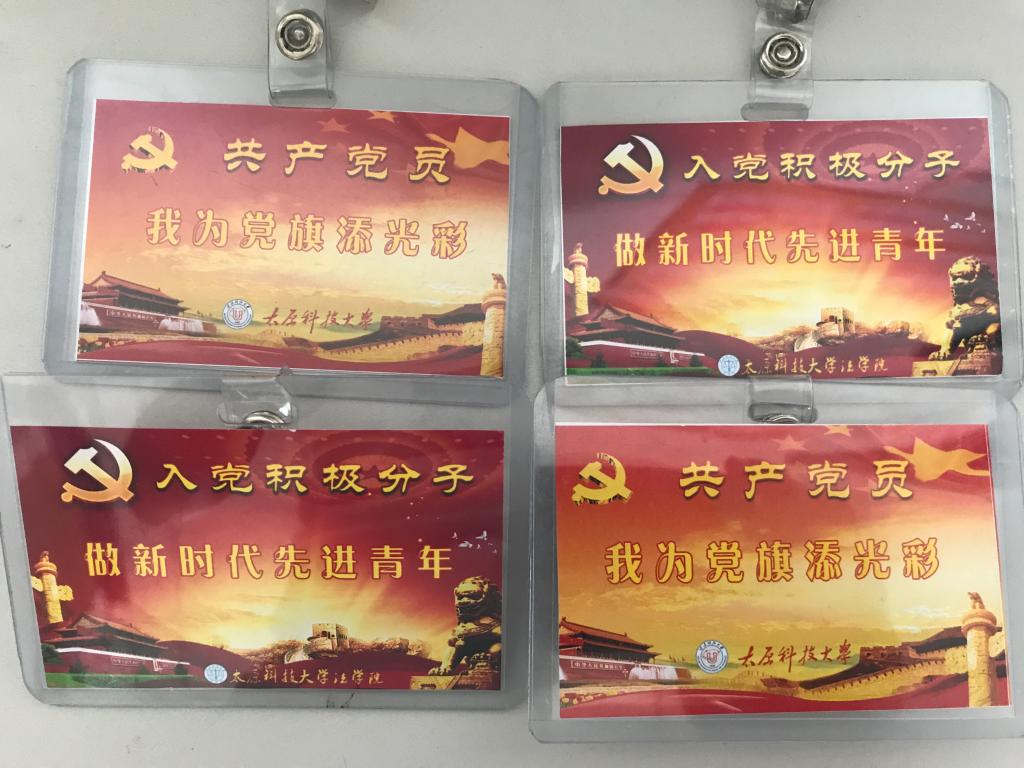 共产党员
我为党旗添光彩
太原科技大学
入党积极分子
做新时代先进青年
太原科技大学法学院
入党积极分子
做新时代先进青年
太原科技大学法学院
共产党员
我为党旗添光彩
太原科技大学